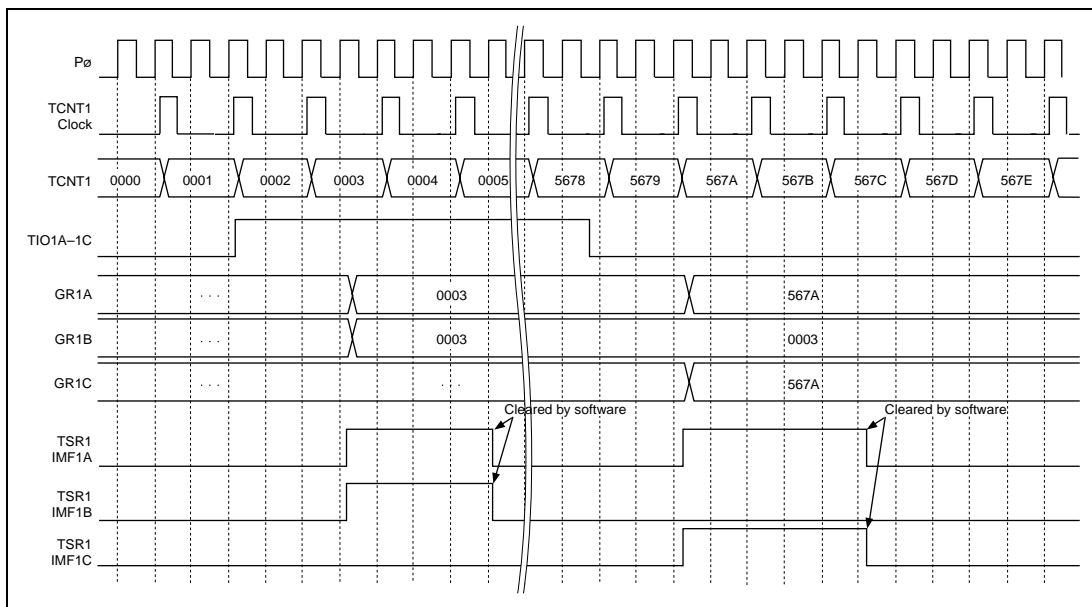 Pø
TCNT1
Clock
TCNT1 0000 0001 0002 0003 0004 0005 5678 5679 567A 567B 567C 567D 567E
TIO1A–1C
GR1A . . . 0003 567A
GR1B . . . 0003 0003
GR1C . . . . . . 567A
Cleared by software Cleared by software
TSR1
IMF1A
TSR1
IMF1B
TSR1
IMF1C